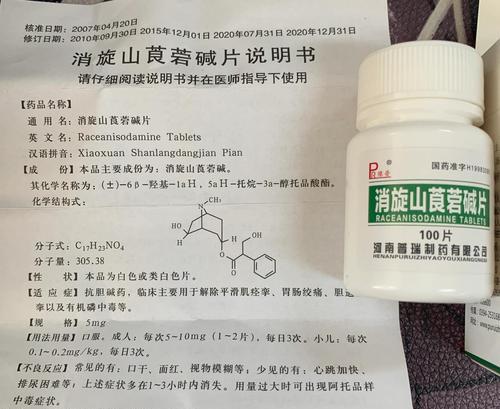 核准日期：2007年04月20日
修订日期：2010年09月30日 2015年12月01日 2020年07月31日 2020年12月31日
消旋山莨菪碱片说明书
请仔细阅读说明书并在医师指导下使用
【药品名称】
通用名：消旋山莨菪碱片
英文名：Raceanisodamine Tablets
汉语拼音：Xiaoxuan Shanlangdangjian Pian
【成 份】 本品主要成份为：消旋山莨菪碱。
其化学名称为：(±)-6β-羟基-1aH，5aH-托烷-3a-醇托品酸酯。
化学结构式：
CH₃
N
HO
OH
O
O
分子式：C₁₇H₂₃NO₄
分子量：305.38
【性 状】 本品为白色或类白色片。
【适 应 症】 抗胆碱药，临床主要用于解除平滑肌痉挛、胃肠绞痛、胆道
挛以及有机磷中毒等。
【规 格】 5mg
【用法用量】 口服。成人：每次5~10mg（1~2片），每日3次。小儿：每次
0.1~0.2mg/kg，每日3次。
【不良反应】 常见的有：口干、面红、视物模糊等；少见的有：心跳加快、
排尿困难等；上述症状多在1~3小时内消失。用量过大时可出现阿托品样
中毒症状。
普瑞
国药准字H1998
消旋山莨菪碱片
RACEANISODAMINE TABLETS
100片
河南普瑞制药有限公司
HENANPURUIZHIYAOYOUXIANGONGSI